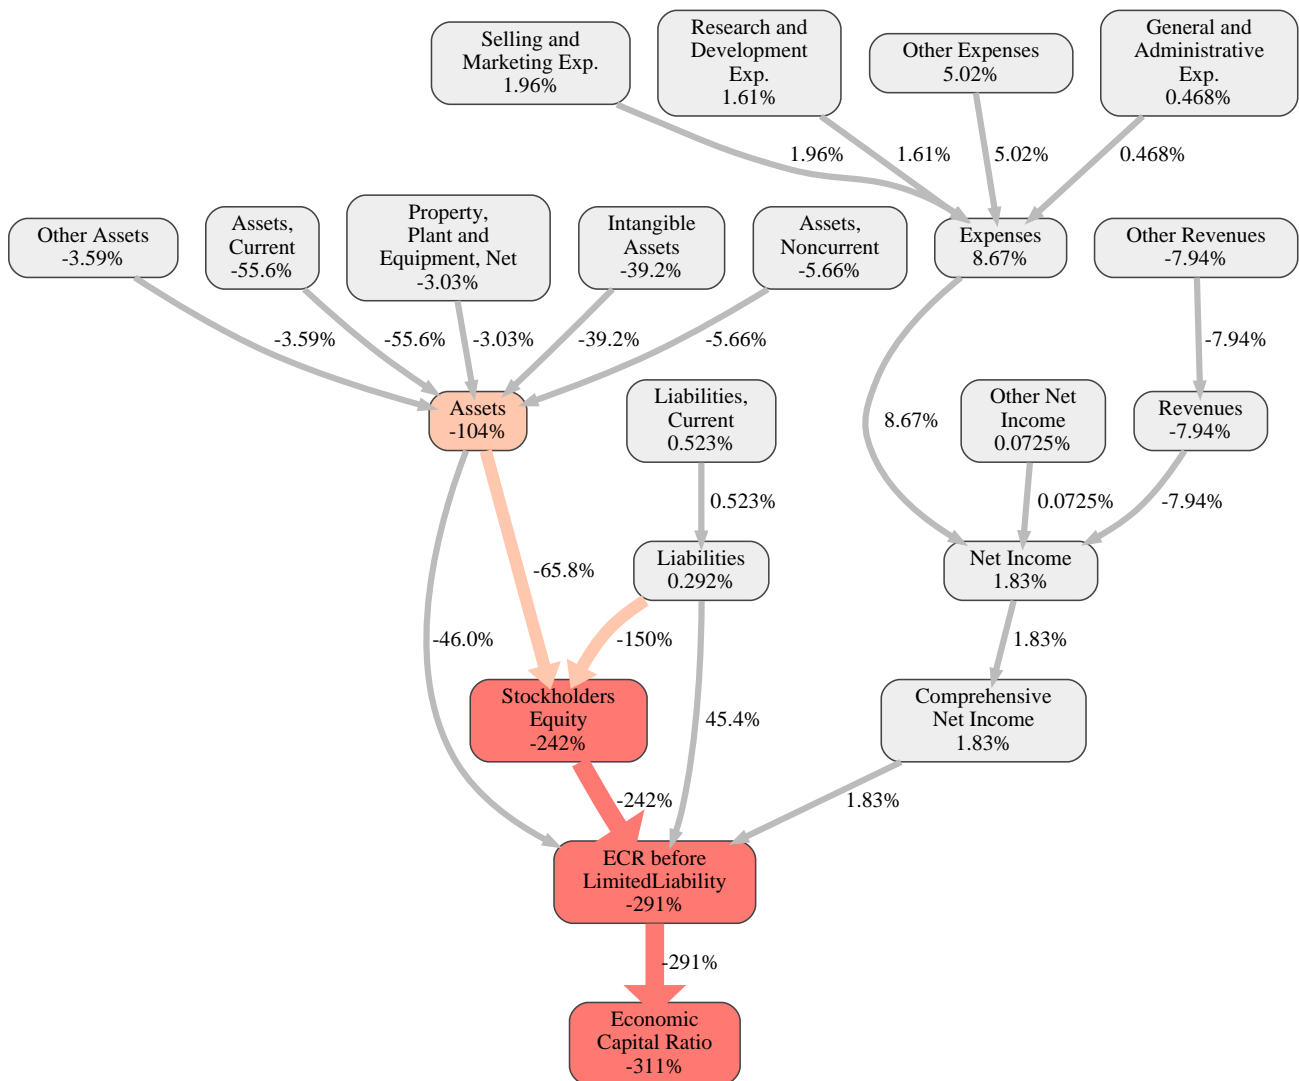 Selling and
Marketing Exp.
1.96%
Research and
Development
Exp.
1.61%
Other Expenses
5.02%
General and
Administrative
Exp.
0.468%
1.96%
1.61%
5.02%
0.468%
Other Assets
-3.59%
Assets,
Current
-55.6%
Property,
Plant and
Equipment, Net
-3.03%
Intangible
Assets
-39.2%
Assets,
Noncurrent
-5.66%
Expenses
8.67%
Other Revenues
-7.94%
-3.59%
-55.6%
-3.03%
-39.2%
-5.66%
-7.94%
Assets
-104%
Liabilities,
Current
0.523%
8.67%
Other Net
Income
0.0725%
Revenues
-7.94%
0.523%
0.0725%
-7.94%
-65.8%
Liabilities
0.292%
Net Income
1.83%
-46.0%
-150%
1.83%
Stockholders
Equity
-242%
45.4%
Comprehensive
Net Income
1.83%
-242%
1.83%
ECR before
LimitedLiability
-291%
-291%
Economic
Capital Ratio
-311%